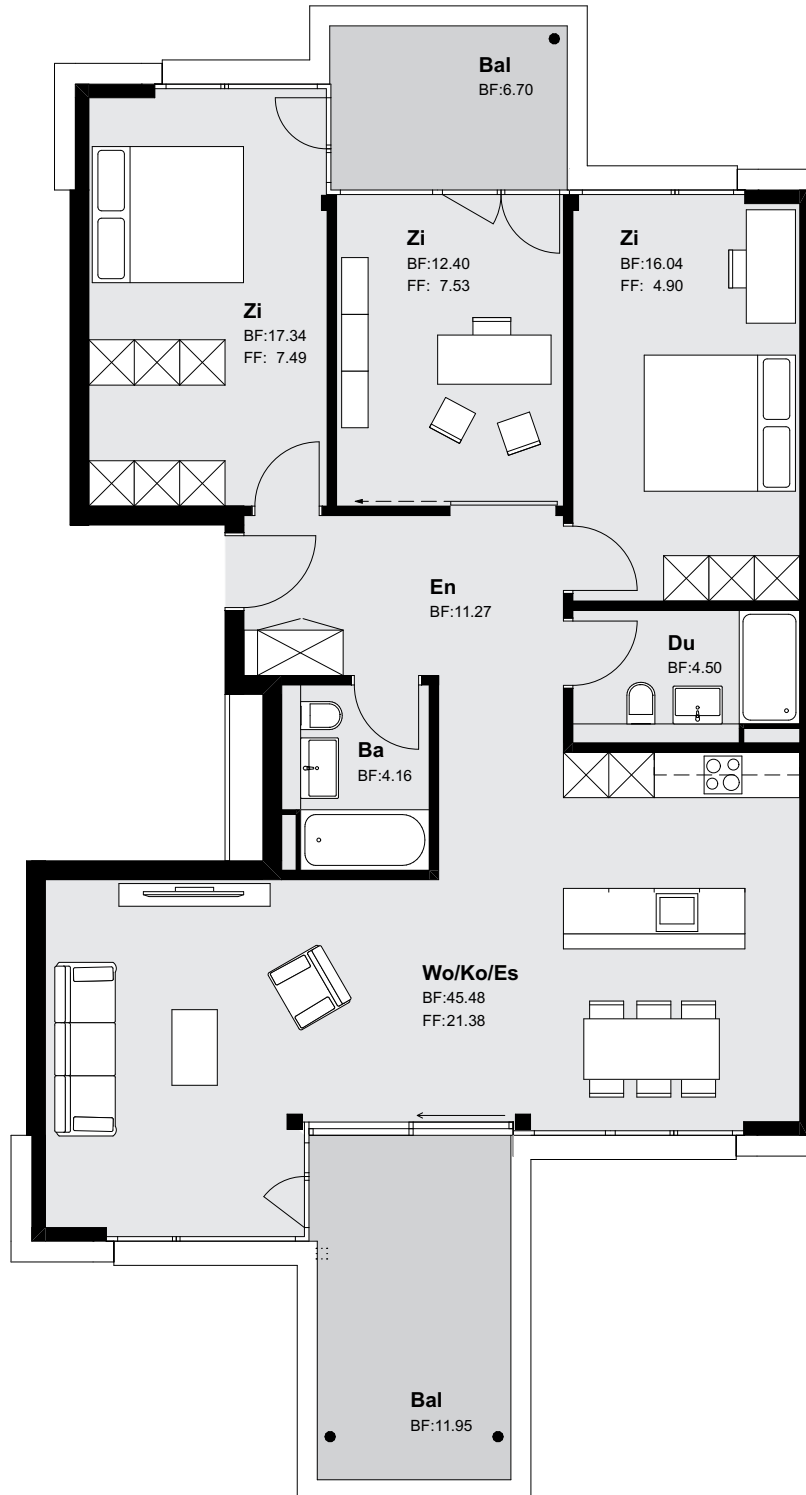 Bal
BF:6.70
Zi
BF:12.40
FF: 7.53
Zi
BF:16.04
FF: 4.90
Zi
BF:17.34
FF: 7.49
En
BF:11.27
Du
BF:4.50
Ba
BF:4.16
Wo/Ko/Es
BF:45.48
FF:21.38
Bal
BF:11.95